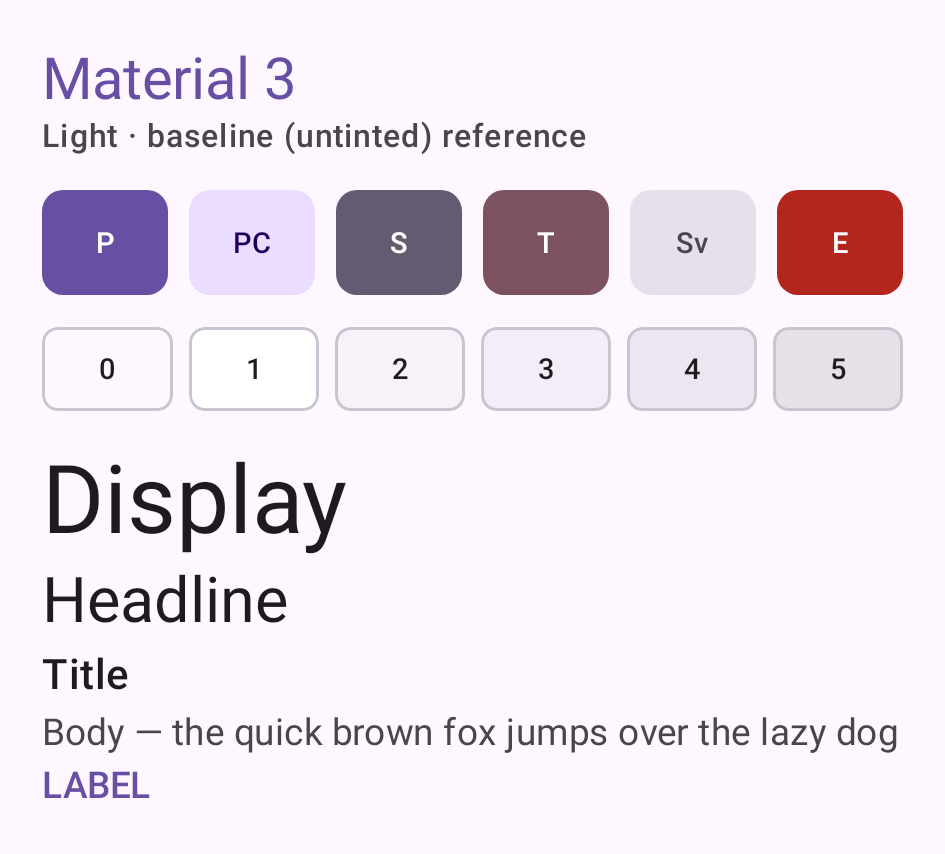 Material 3
Light · baseline (untinted) reference
P PC S T Sv E
0 1 2 3 4 5
Display
Headline
Title
Body — the quick brown fox jumps over the lazy dog
LABEL